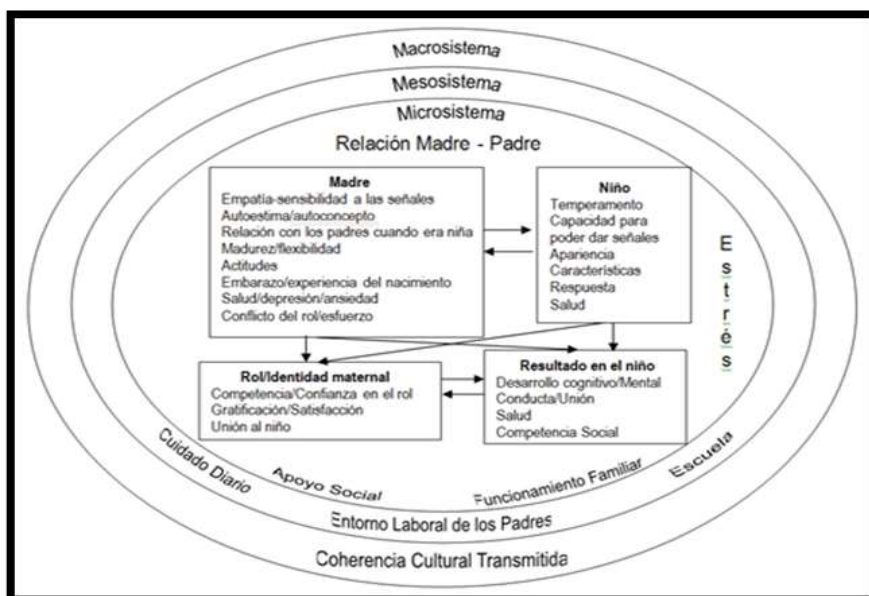 Macrosistema
Mesosistema
Microsistema
Relación Madre - Padre
Madre
Empatía-sensibilidad a las señales
Autoestima/autoconcepto
Relación con los padres cuando era niña
Madurez/flexibilidad
Actitudes
Embarazo/experiencia del nacimiento
Salud/depresión/ansiedad
Conflicto del rol/esfuerzo
Niño
Temperamento
Capacidad para
poder dar señales
Apariencia
Características
Respuesta
Salud
Estrés
Rol/Identidad maternal
Competencia/Confianza en el rol
Gratificación/Satisfacción
Unión al niño
Resultado en el niño
Desarrollo cognitivo/Mental
Conducta/Unión
Salud
Competencia Social
Cuidado Diario
Apoyo Social
Funcionamiento Familiar
Escuela
Entorno Laboral de los Padres
Coherencia Cultural Transmitida